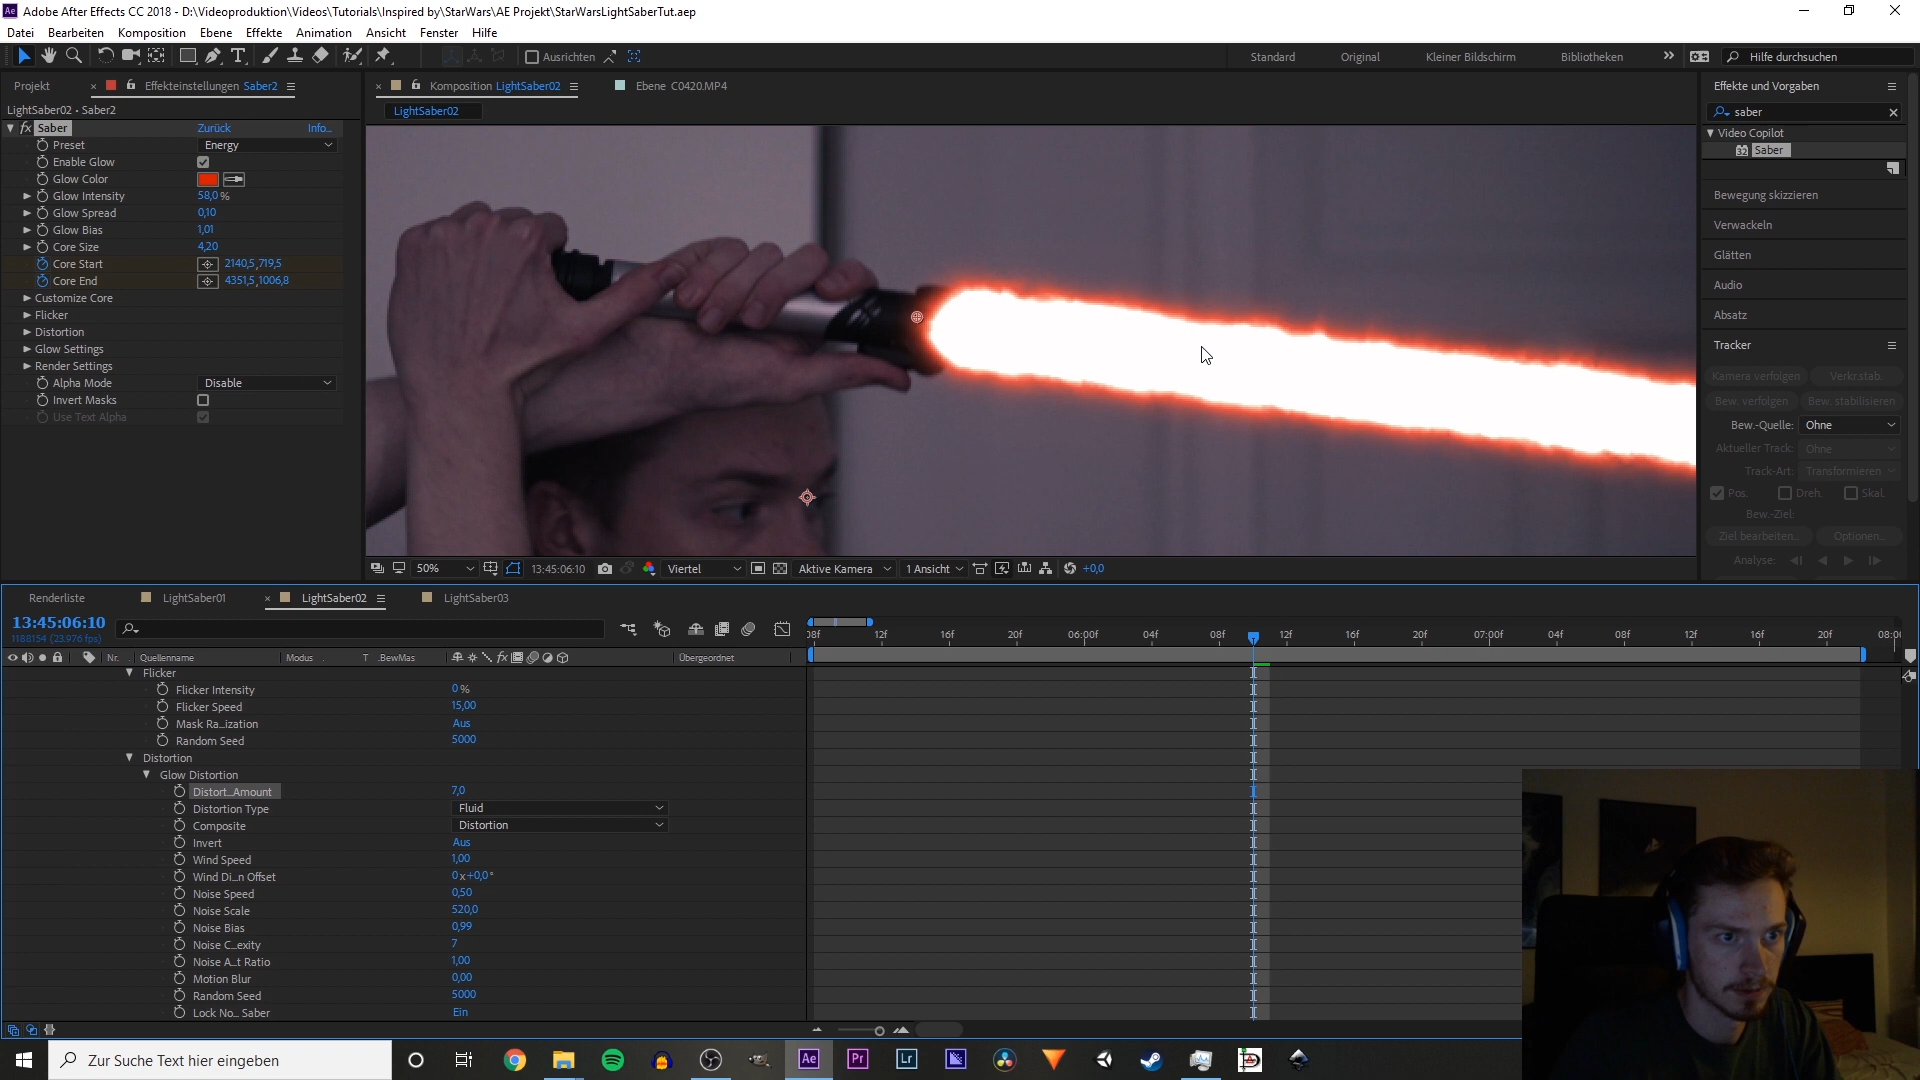 Adobe After Effects CC 2018 - D:\Videoproduktion\Videos\Tutorials\Inspired by\StarWars\AE Projekt\StarWarsLightSaberTut.aep
Datei Bearbeiten Komposition Ebene Effekte Animation Ansicht Fenster Hilfe
Ausrichten Standard Original Kleiner Bildschirm Bibliotheken Hilfe durchsuchen
Projekt Effekteinstellungen Saber2
LightSaber02 • Saber2
fx Saber Zurück Info...
Preset Energy
Enable Glow
Glow Color
Glow Intensity 58,0 %
Glow Spread 0,10
Glow Bias 1,01
Core Size 4,20
Core Start 2140,5,719,5
Core End 4351,5,1006,8
Customize Core
Flicker
Distortion
Glow Settings
Render Settings
Alpha Mode Disable
Invert Masks
Use Text Alpha
Komposition LightSaber02 Ebene C0420.MP4
LightSaber02
50% 13:45:06:10 Viertel Aktive Kamera 1 Ansicht +0,0
Effekte und Vorgaben
saber
Video Copilot
32 Saber
Bewegung skizzieren
Verwackeln
Glätten
Audio
Absatz
Tracker
Kamera verfolgen Verkr.stab.
Bew. verfolgen Bew. stabilisieren
Bew.-Quelle: Ohne
Aktueller Track: Ohne
Track-Art: Transformieren
Pos. Dreh. Skal.
Bew.-Ziel:
Ziel bearbeiten... Optionen...
Analyse:
Renderliste LightSaber01 LightSaber02 LightSaber03
13:45:06:10
1188154 (23.976 fps)
08f 12f 16f 20f 06:00f 04f 08f 12f 16f 20f 07:00f 04f 08f 12f 16f 20f 08:0
Nr. Quellenname Modus T .BewMas fx Übergeordnet
Flicker
Flicker Intensity 0 %
Flicker Speed 15,00
Mask Ra...ization Aus
Random Seed 5000
Distortion
Glow Distortion
Distort...Amount 7,0
Distortion Type Fluid
Composite Distortion
Invert Aus
Wind Speed 1,00
Wind Di...n Offset 0x+0,0°
Noise Speed 0,50
Noise Scale 520,0
Noise Bias 0,99
Noise C...exity 7
Noise A...t Ratio 1,00
Motion Blur 0,00
Random Seed 5000
Lock No... Saber Ein
Zur Suche Text hier eingeben
Ae Pr Lr